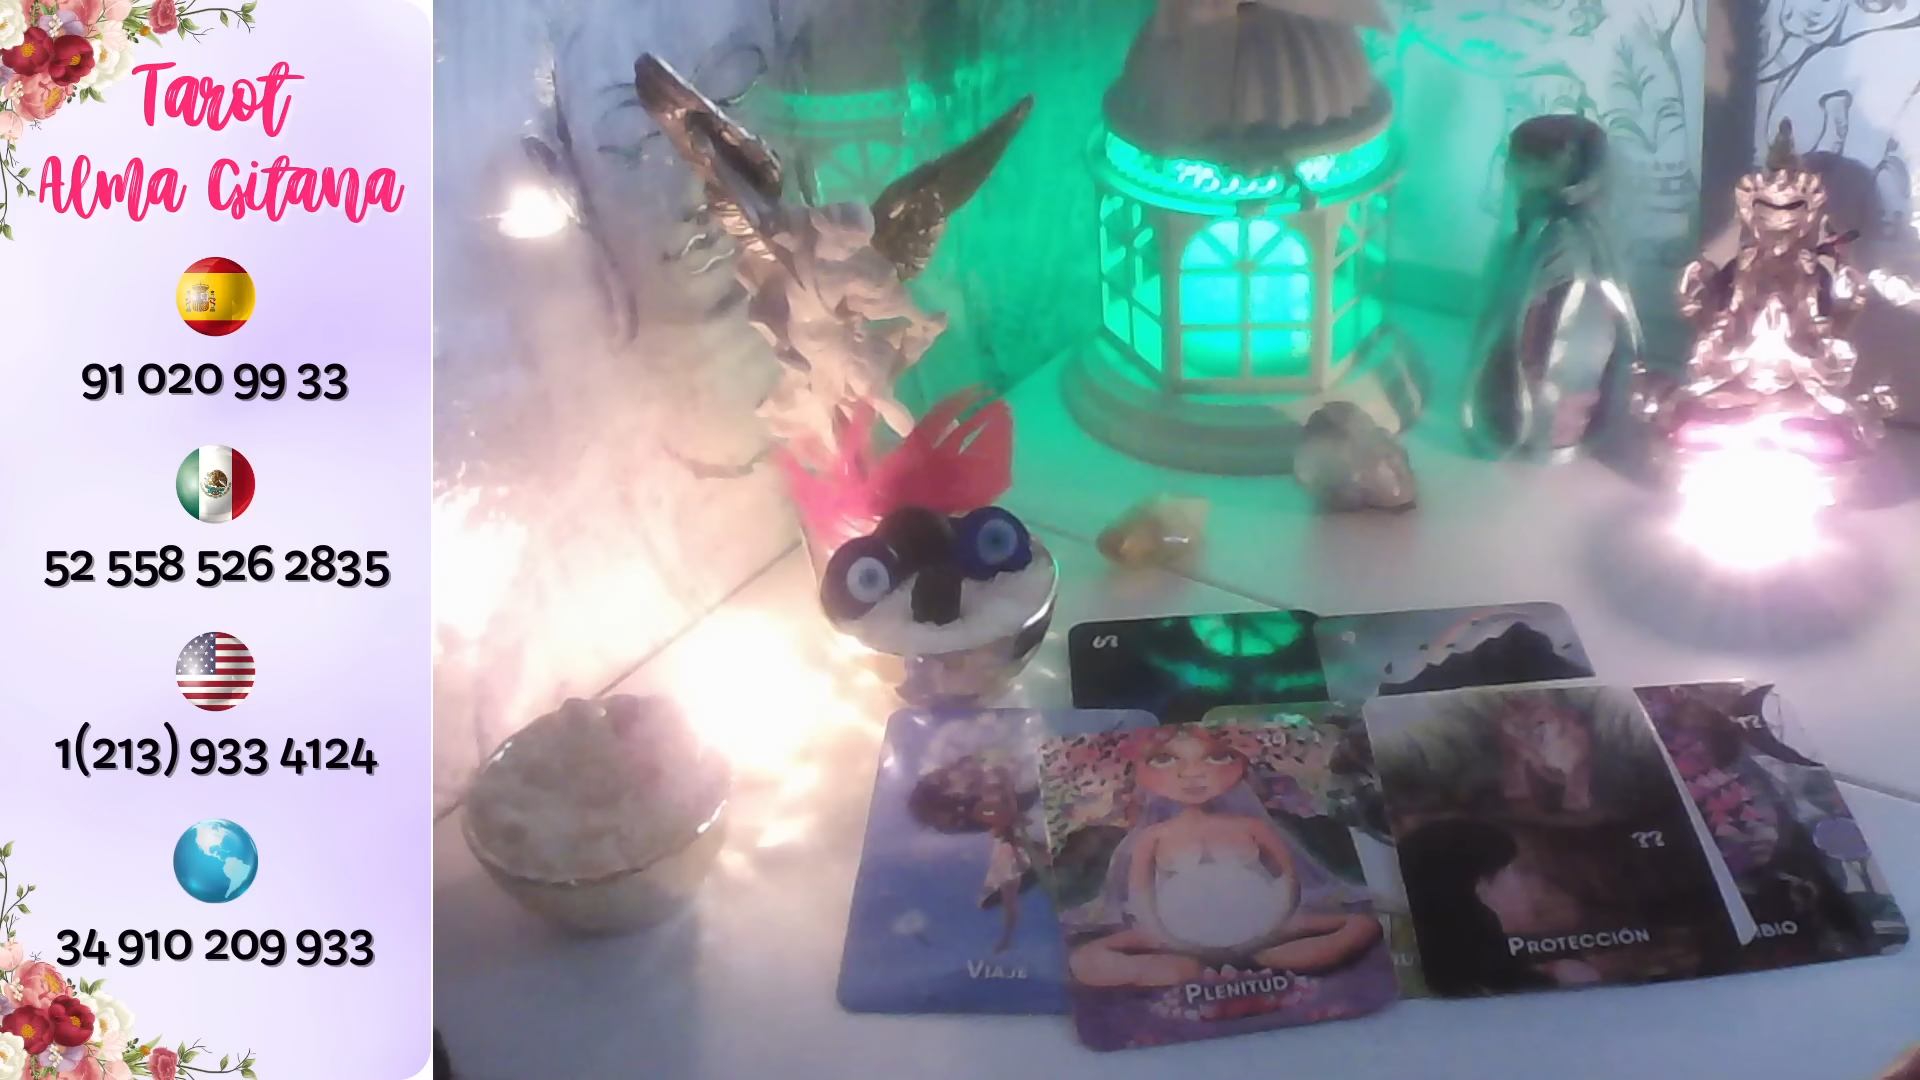 Tarot
Alma Gitana
91 020 99 33
52 558 526 2835
1(213) 933 4124
34 910 209 933
63
VIAJE
PLENITUD
PROTECCIÓN